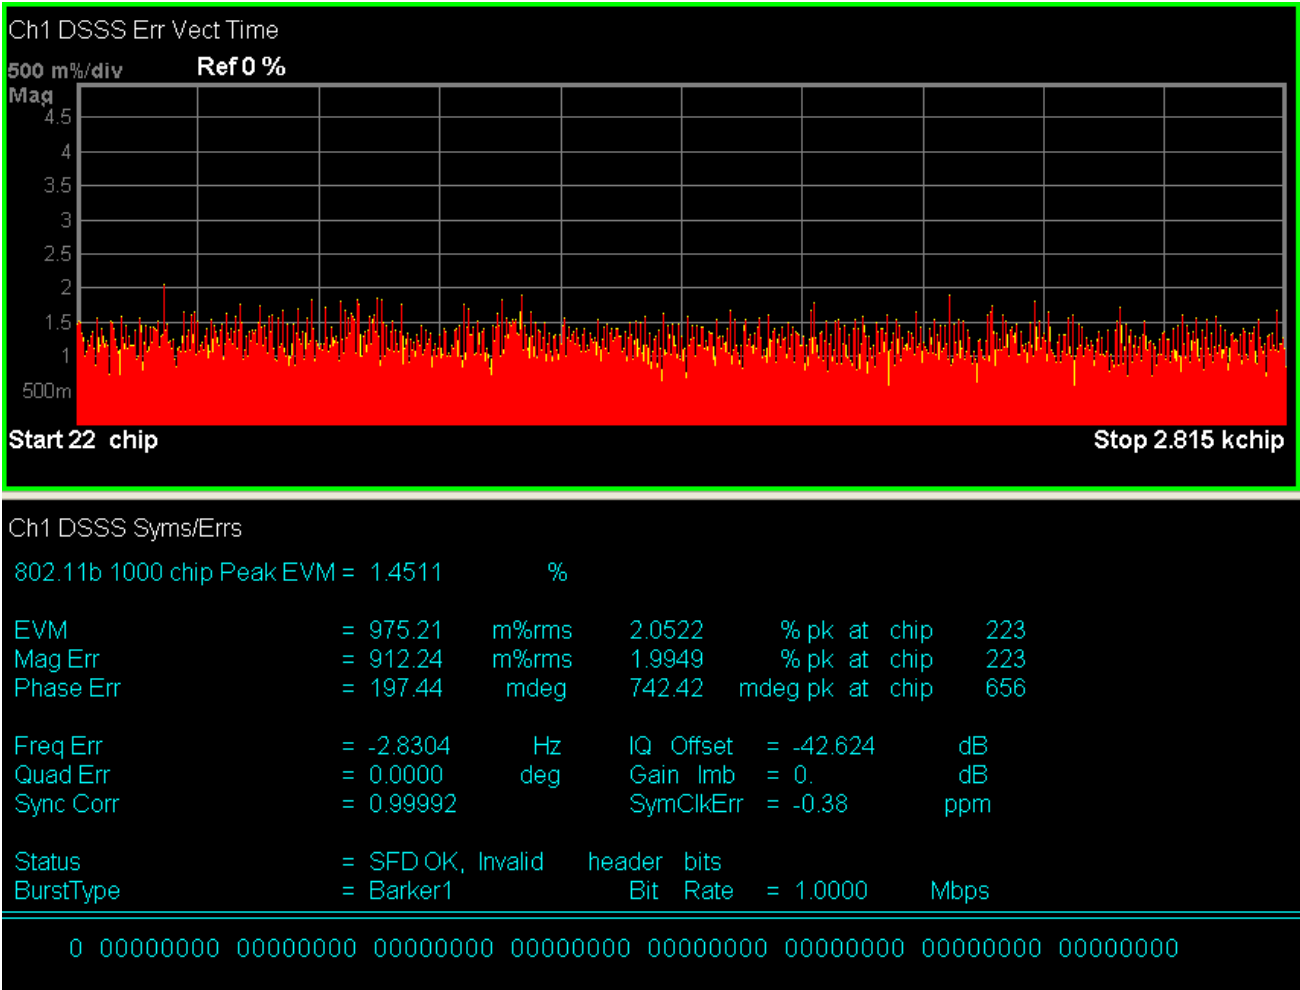 Ch1 DSSS Err Vect Time
500 m%/div Ref 0 %
Mag
4.5
4
3.5
3
2.5
2
1.5
1
500m
Start 22 chip Stop 2.815 kchip
Ch1 DSSS Syms/Errs
802.11b 1000 chip Peak EVM = 1.4511 %
EVM = 975.21 m%rms 2.0522 % pk at chip 223
Mag Err = 912.24 m%rms 1.9949 % pk at chip 223
Phase Err = 197.44 mdeg 742.42 mdeg pk at chip 656
Freq Err = -2.8304 Hz IQ Offset = -42.624 dB
Quad Err = 0.0000 deg Gain Imb = 0. dB
Sync Corr = 0.99992 SymClkErr = -0.38 ppm
Status = SFD OK, Invalid header bits
BurstType = Barker1 Bit Rate = 1.0000 Mbps
0 00000000 00000000 00000000 00000000 00000000 00000000 00000000 00000000